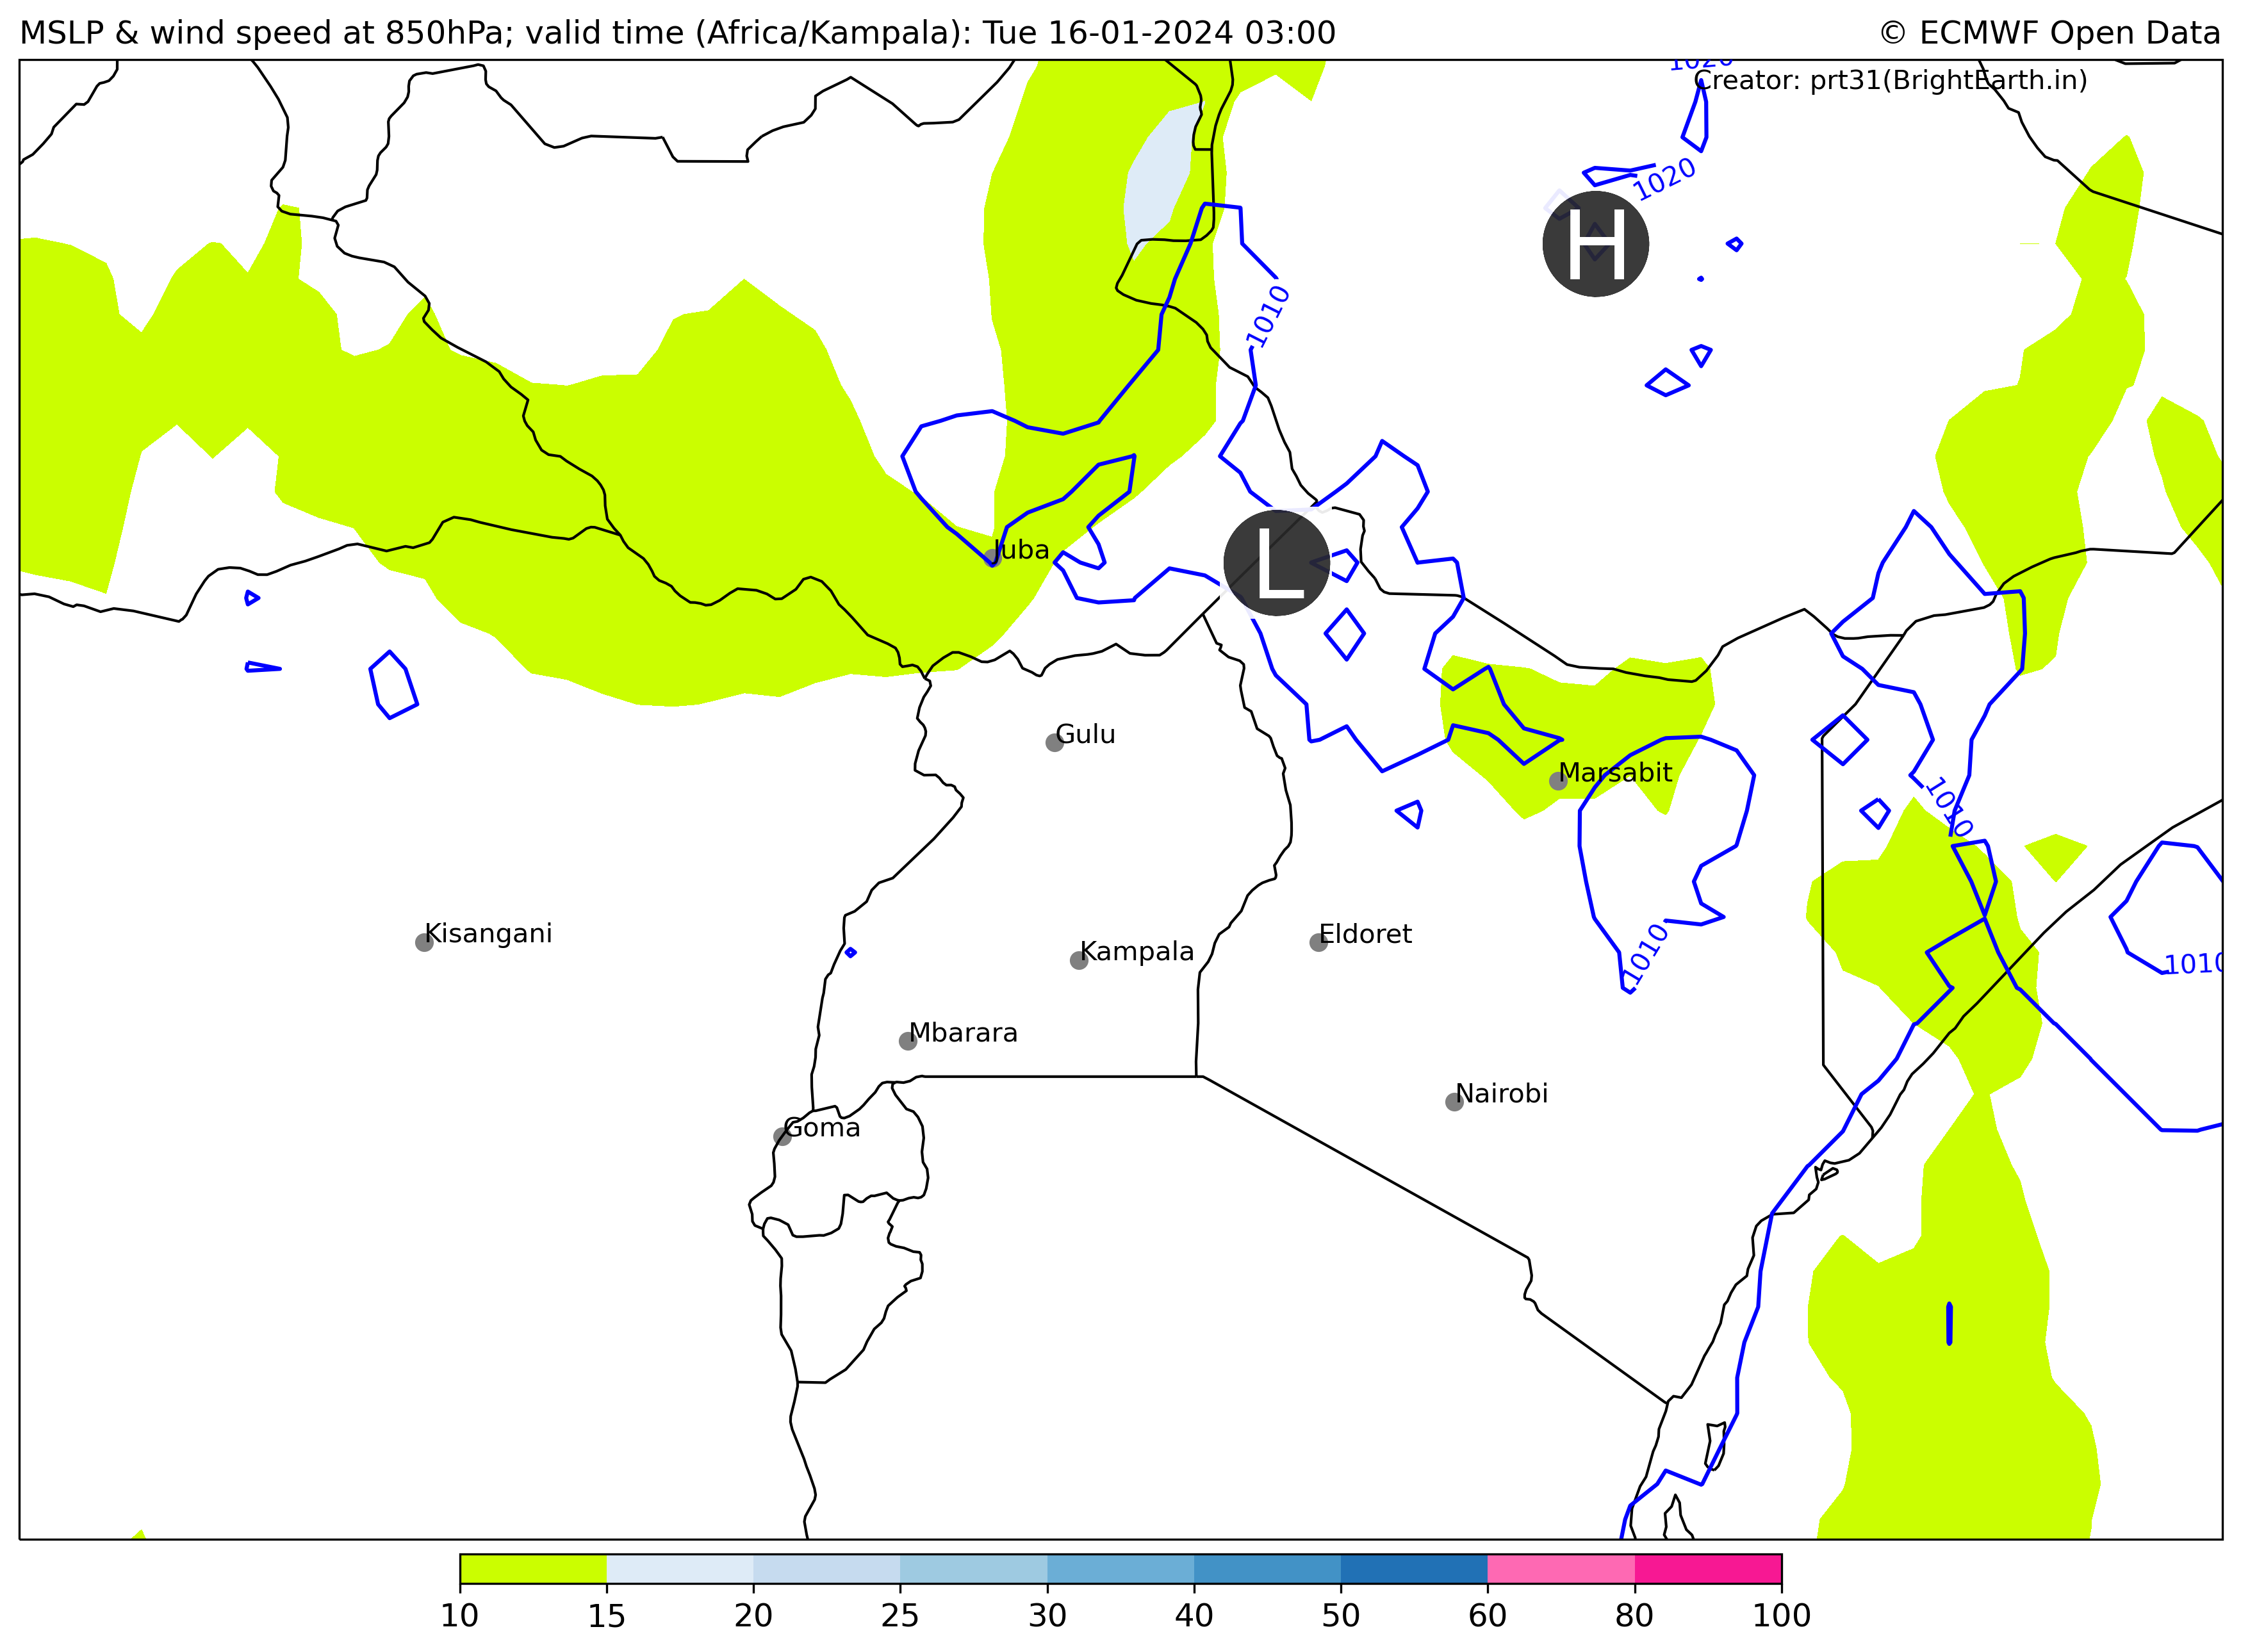 MSLP & wind speed at 850hPa; valid time (Africa/Kampala): Tue 16-01-2024 03:00
© ECMWF Open Data
1020
Creator: prt31(BrightEarth.in)
1020
H
1010
Juba
L
Gulu
Marsabit
1010
Kisangani
Eldoret
Kampala
1010
1010
Mbarara
Nairobi
Goma
10 15 20 25 30 40 50 60 80 100